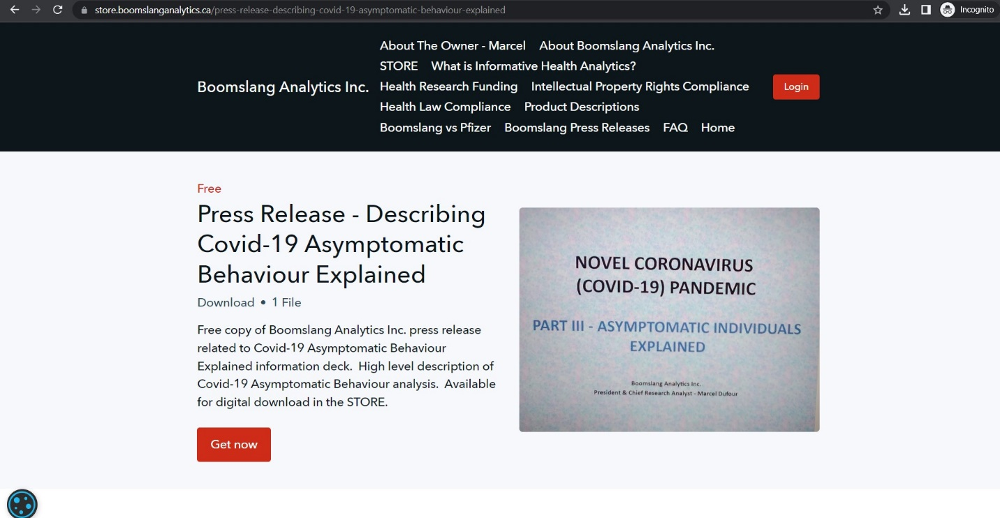 store.boomslanganalytics.ca/press-release-describing-covid-19-asymptomatic-behaviour-explained
Incognito
Boomslang Analytics Inc.
About The Owner - Marcel About Boomslang Analytics Inc.
STORE What is Informative Health Analytics?
Health Research Funding Intellectual Property Rights Compliance
Health Law Compliance Product Descriptions
Boomslang vs Pfizer Boomslang Press Releases FAQ Home
Login
Free
Press Release - Describing
Covid-19 Asymptomatic
Behaviour Explained
Download • 1 File
Free copy of Boomslang Analytics Inc. press release
related to Covid-19 Asymptomatic Behaviour
Explained information deck. High level description of
Covid-19 Asymptomatic Behaviour analysis. Available
for digital download in the STORE.
Get now
NOVEL CORONAVIRUS
(COVID-19) PANDEMIC
PART III - ASYMPTOMATIC INDIVIDUALS
EXPLAINED
Boomslang Analytics Inc.
President & Chief Research Analyst - Marcel Dufour